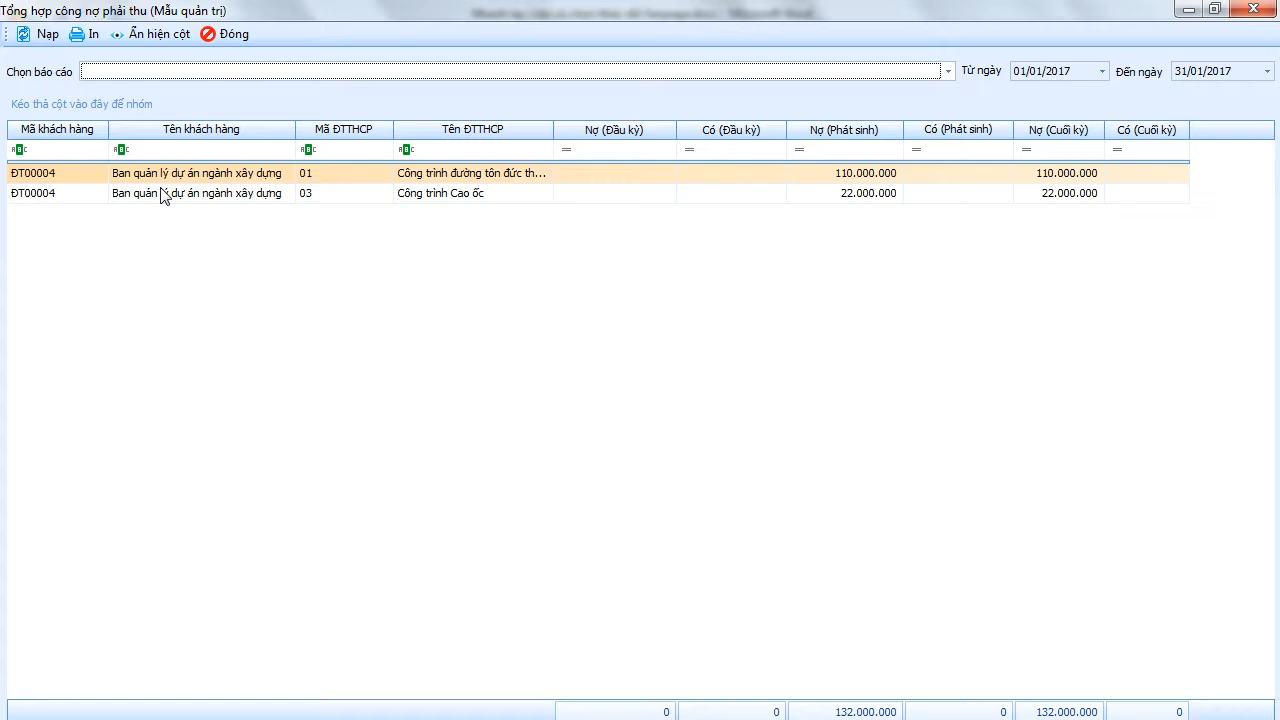 Tổng hợp công nợ phải thu (Mẫu quản trị)
Nạp In Ẩn hiện cột Đóng
Chọn báo cáo Từ ngày 01/01/2017 Đến ngày 31/01/2017
Kéo thả cột vào đây để nhóm
Mã khách hàng Tên khách hàng Mã ĐTTHCP Tên ĐTTHCP Nợ (Đầu kỳ) Có (Đầu kỳ) Nợ (Phát sinh) Có (Phát sinh) Nợ (Cuối kỳ) Có (Cuối kỳ)
ABC ABC ABC ABC = = = = = =
ĐT00004 Ban quản lý dự án ngành xây dựng 01 Công trình đường tôn đức th... 110.000.000 110.000.000
ĐT00004 Ban quản lý dự án ngành xây dựng 03 Công trình Cao ốc 22.000.000 22.000.000
0 0 132.000.000 0 132.000.000 0